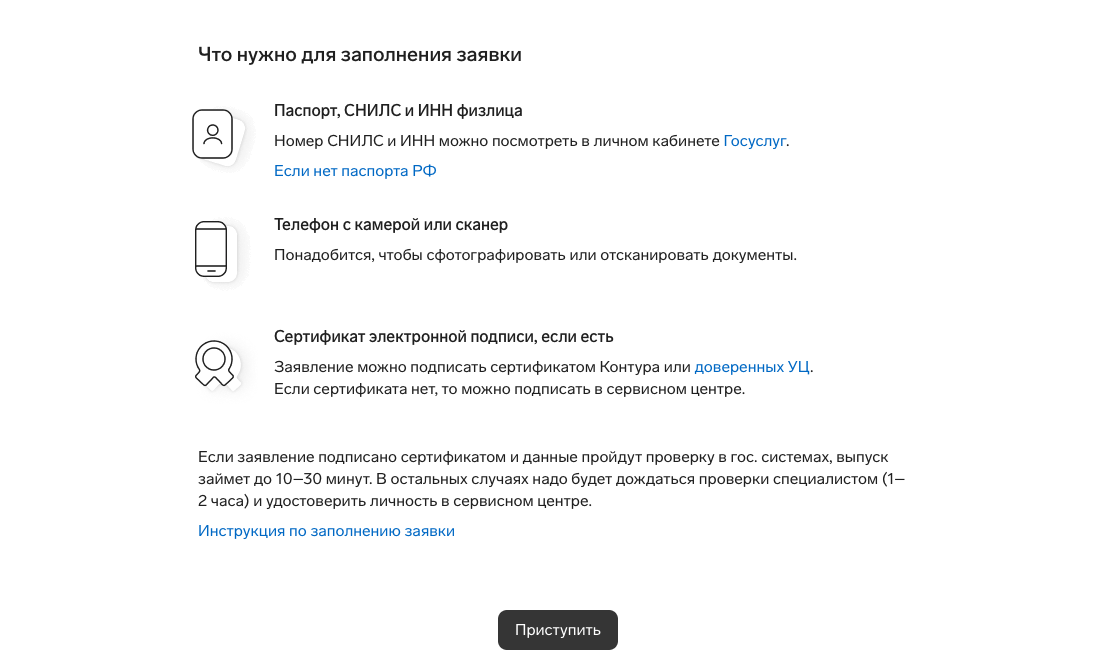 Что нужно для заполнения заявки
Паспорт, СНИЛС и ИНН физлица
Номер СНИЛС и ИНН можно посмотреть в личном кабинете Госуслуг.
Если нет паспорта РФ
Телефон с камерой или сканер
Понадобится, чтобы сфотографировать или отсканировать документы.
Сертификат электронной подписи, если есть
Заявление можно подписать сертификатом Контура или доверенных УЦ.
Если сертификата нет, то можно подписать в сервисном центре.
Если заявление подписано сертификатом и данные пройдут проверку в гос. системах, выпуск
займет до 10–30 минут. В остальных случаях надо будет дождаться проверки специалистом (1–
2 часа) и удостоверить личность в сервисном центре.
Инструкция по заполнению заявки
Приступить